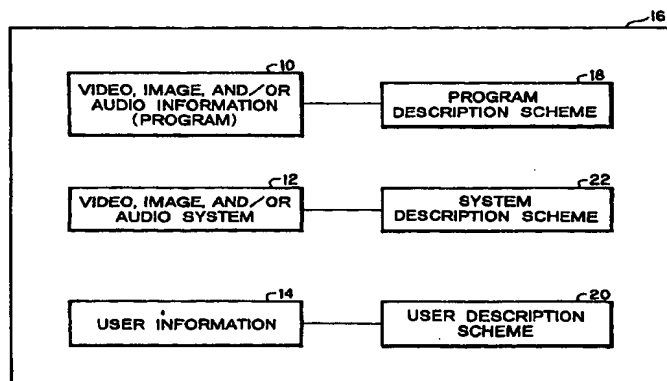 16
10
VIDEO, IMAGE, AND/OR
AUDIO INFORMATION
(PROGRAM)
18
PROGRAM
DESCRIPTION SCHEME
12
VIDEO, IMAGE, AND/OR
AUDIO SYSTEM
22
SYSTEM
DESCRIPTION SCHEME
14
USER INFORMATION
20
USER DESCRIPTION
SCHEME